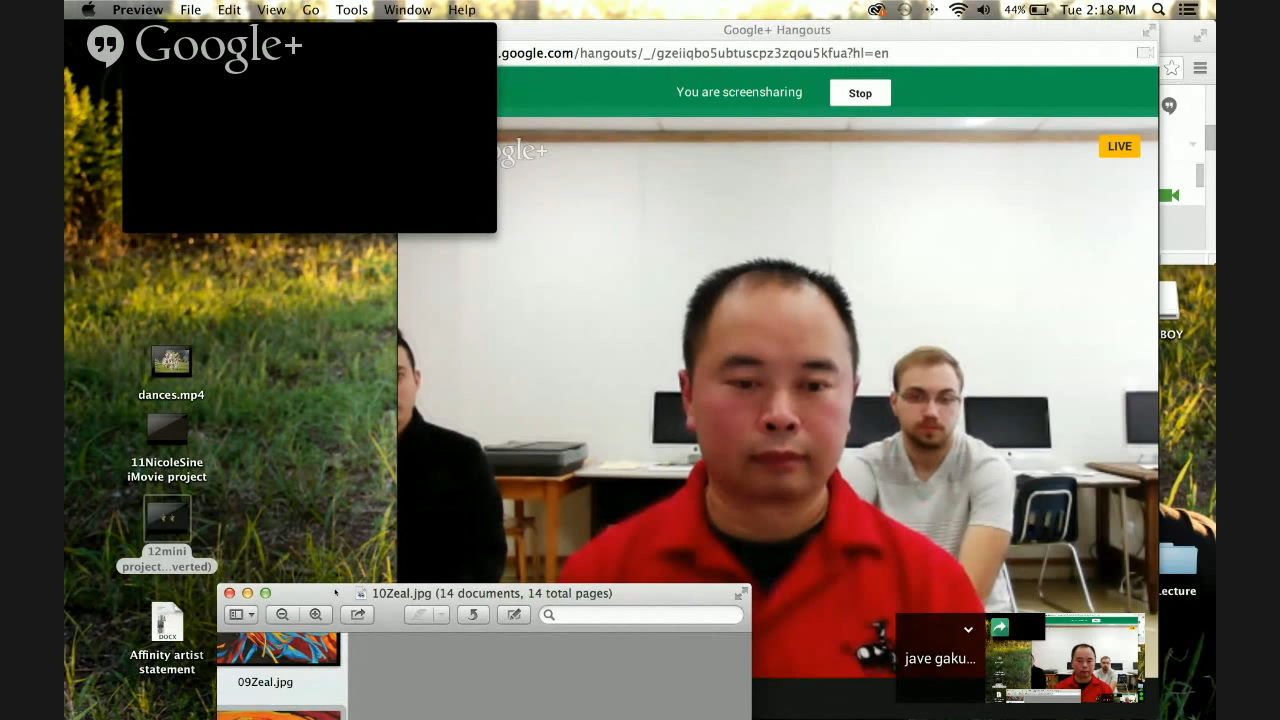 Preview File Edit View Go Tools Window Help
44% Tue 2:18 PM
Google+
Google+ Hangouts
.google.com/hangouts/_/gzeiiqbo5ubtuscpz3zqou5kfua?hl=en
You are screensharing
Stop
ogle+
LIVE
dances.mp4
11NicoleSine
iMovie project
12mini
project...verted)
DOCX
Affinity artist
statement
BOY
Lecture
10Zeal.jpg (14 documents, 14 total pages)
09Zeal.jpg
jave gaku...